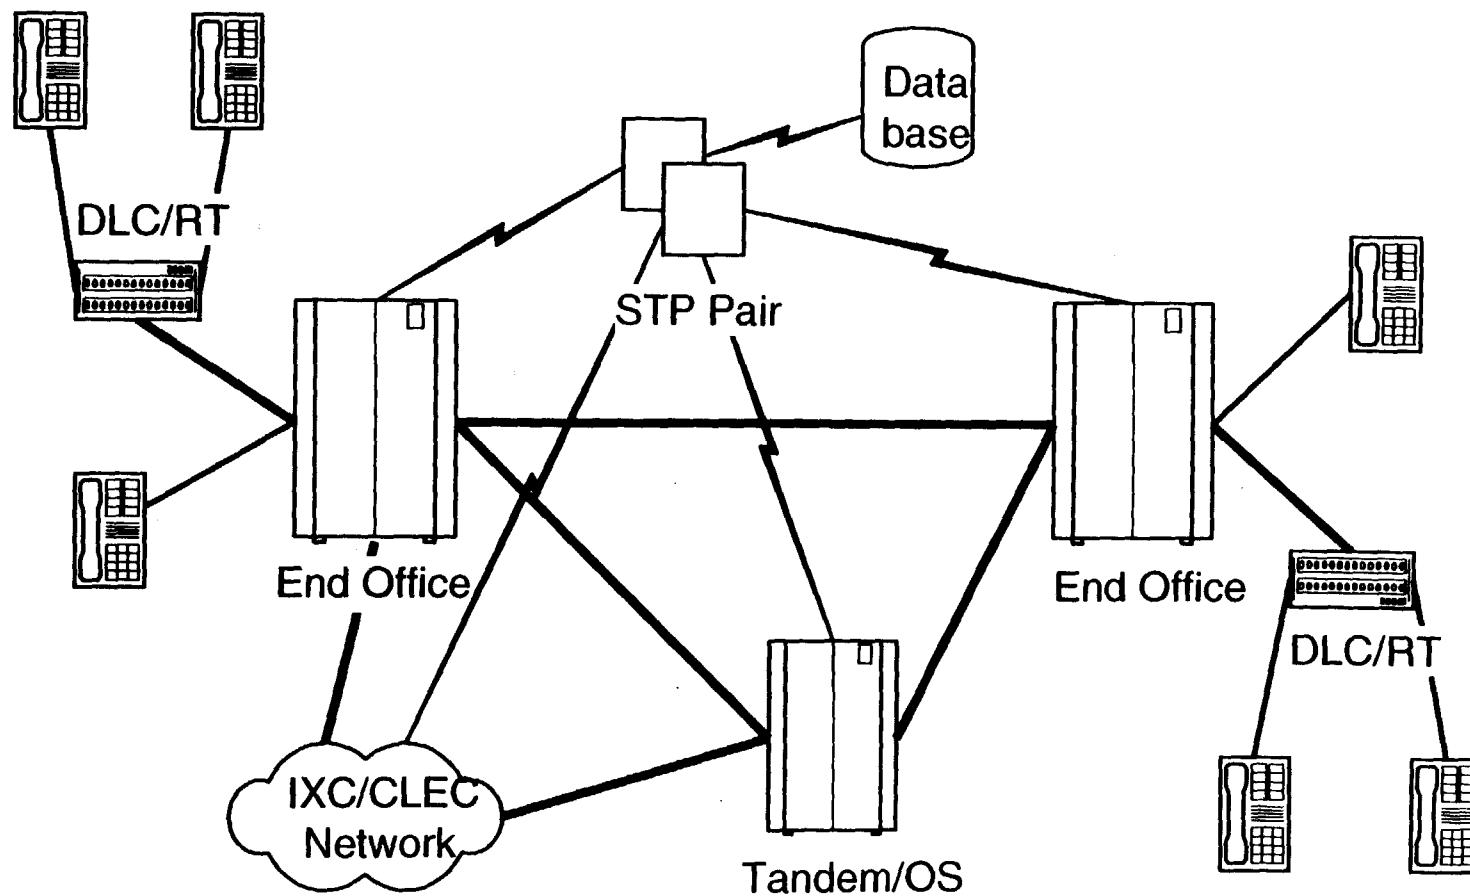 Data
base
DLC/RT
STP Pair
End Office
End Office
DLC/RT
IXC/CLEC
Network
Tandem/OS